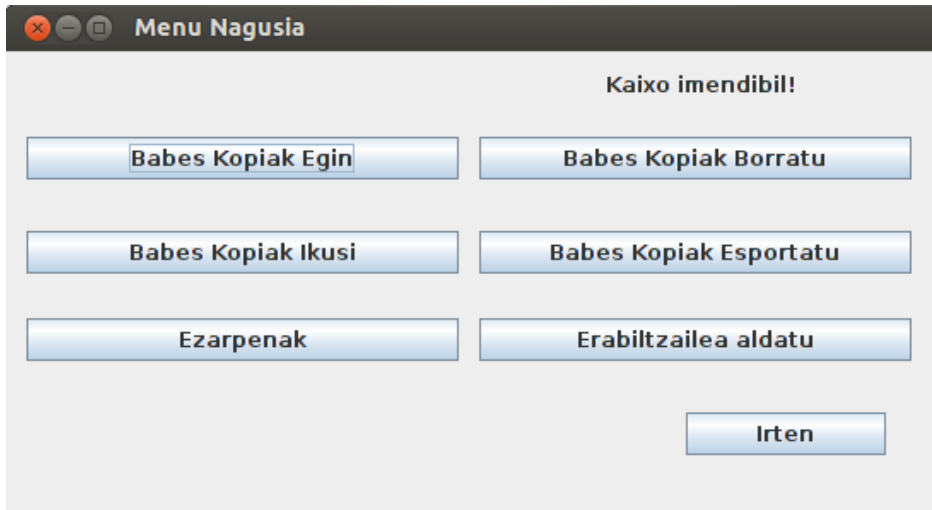 Menu Nagusia
Kaixo imendibil!
Babes Kopiak Egin
Babes Kopiak Borratu
Babes Kopiak Ikusi
Babes Kopiak Esportatu
Ezarpenak
Erabiltzailea aldatu
Irten